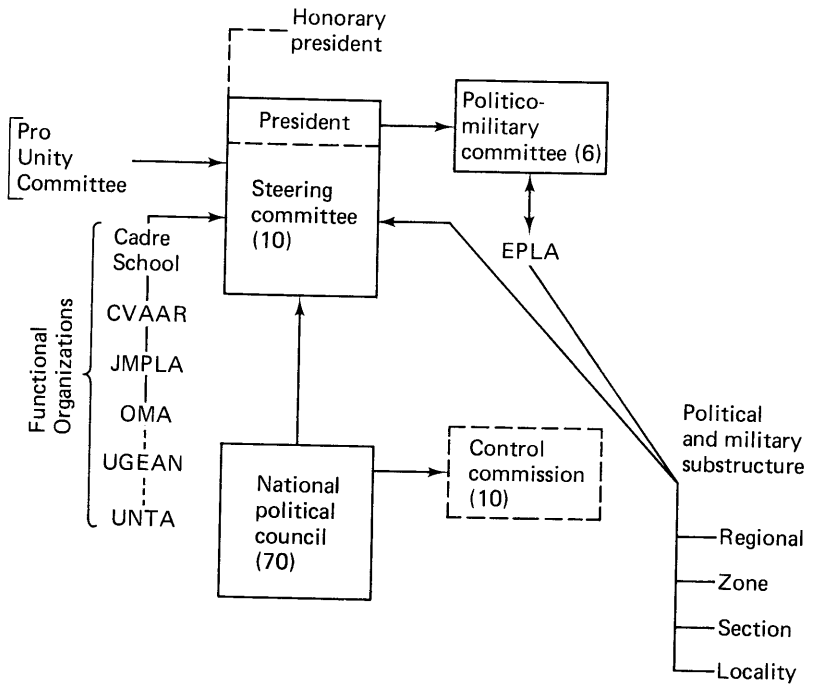 Honorary
president
President
Politico-
military
committee (6)
Pro
Unity
Committee
Steering
committee
(10)
EPLA
Functional
Organizations
Cadre
School
CVAAR
JMPLA
OMA
UGEAN
UNTA
National
political
council
(70)
Control
commission
(10)
Political
and military
substructure
Regional
Zone
Section
Locality